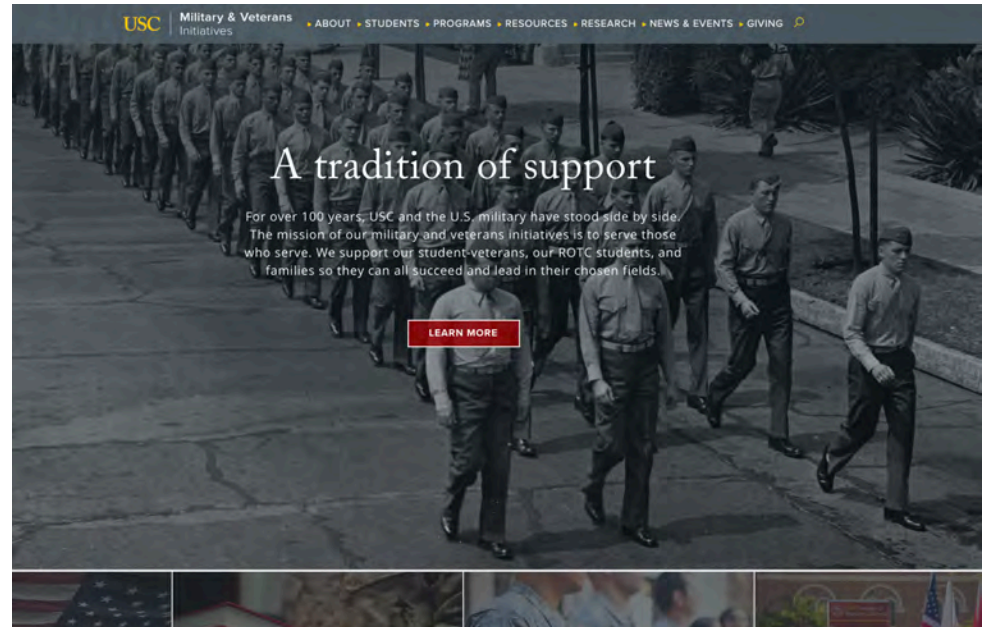 USC
Military & Veterans
Initiatives
ABOUT STUDENTS PROGRAMS RESOURCES RESEARCH NEWS & EVENTS GIVING
A tradition of support
For over 100 years, USC and the U.S. military have stood side by side.
The mission of our military and veterans initiatives is to serve those
who serve. We support our student-veterans, our ROTC students, and
families so they can all succeed and lead in their chosen fields.
LEARN MORE